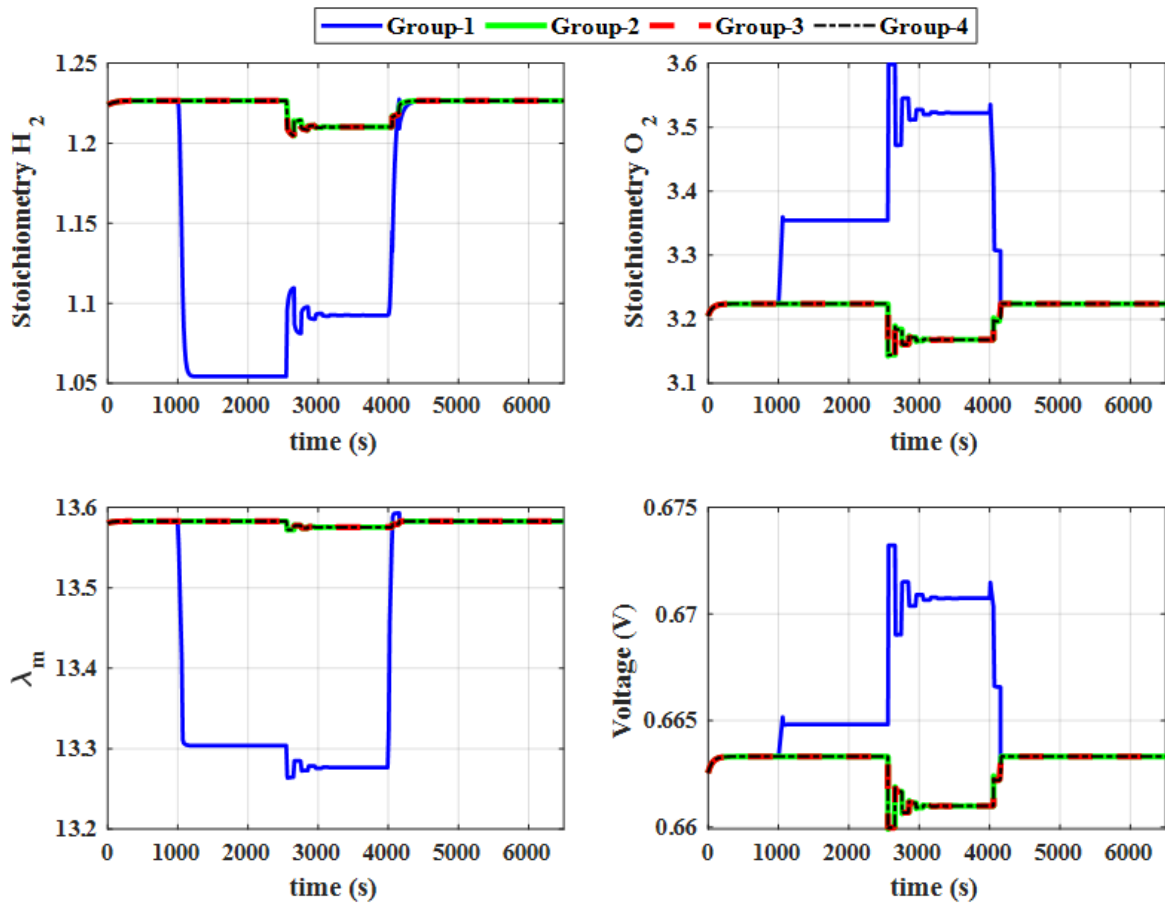 Group-1 Group-2 Group-3 Group-4
1.25
1.2
1.15
1.1
1.05
Stoichiometry H2
0 1000 2000 3000 4000 5000 6000
time (s)
3.6
3.5
3.4
3.3
3.2
3.1
Stoichiometry O2
0 1000 2000 3000 4000 5000 6000
time (s)
13.6
13.5
13.4
13.3
13.2
λm
0 1000 2000 3000 4000 5000 6000
time (s)
0.675
0.67
0.665
0.66
Voltage (V)
0 1000 2000 3000 4000 5000 6000
time (s)